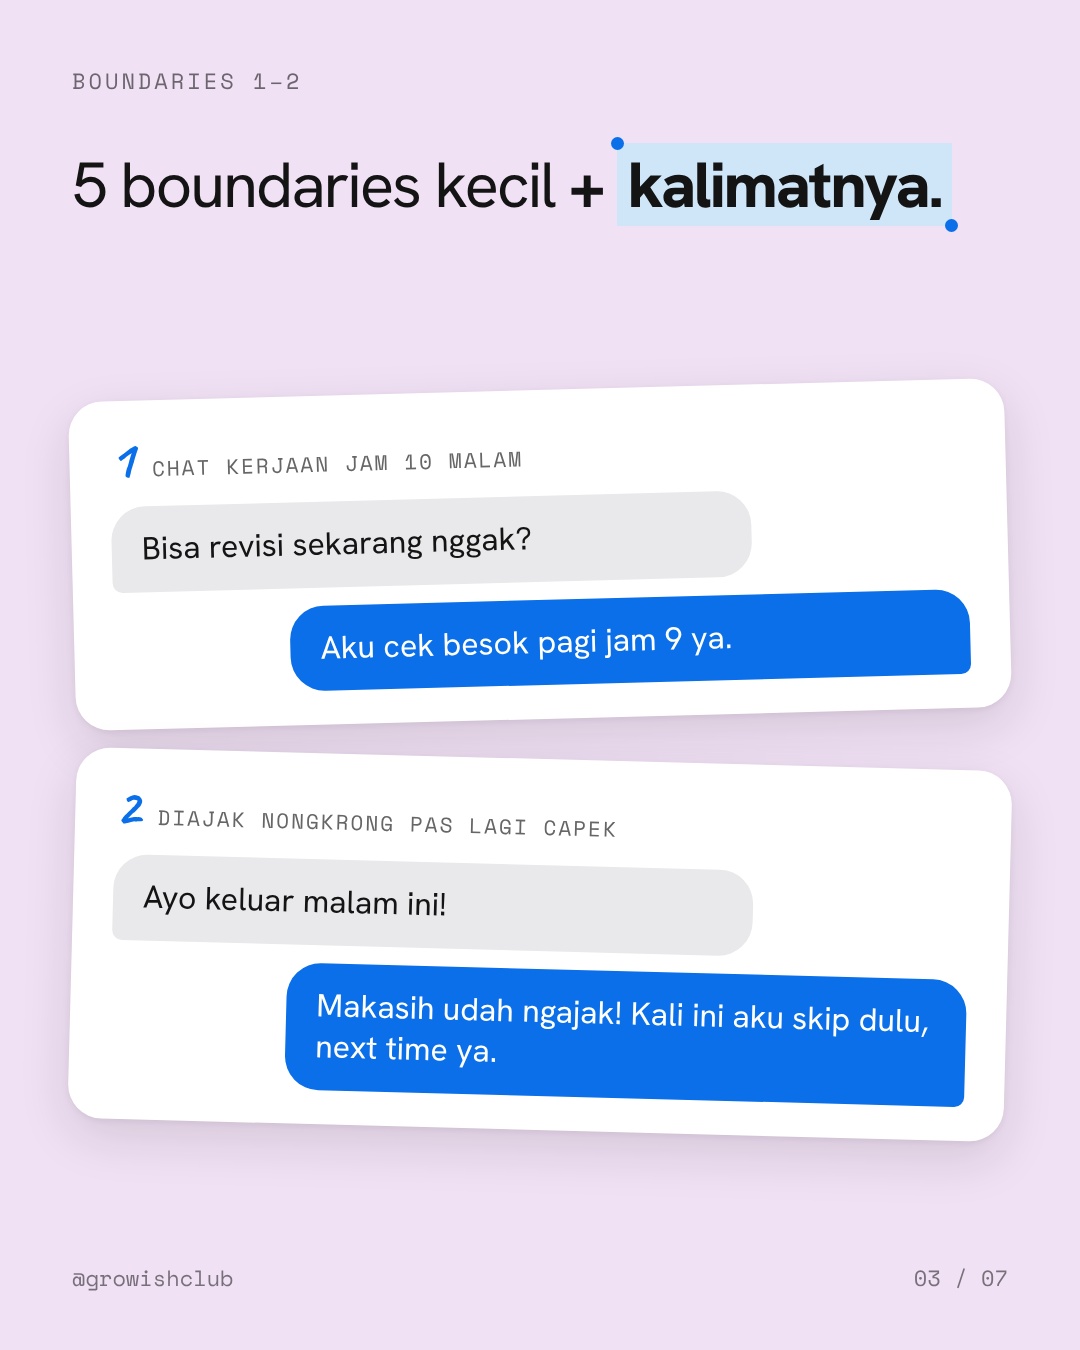 BOUNDARIES 1–2
5 boundaries kecil + kalimatnya.
1 CHAT KERJAAN JAM 10 MALAM
Bisa revisi sekarang nggak?
Aku cek besok pagi jam 9 ya.
2 DIAJAK NONGKRONG PAS LAGI CAPEK
Ayo keluar malam ini!
Makasih udah ngajak! Kali ini aku skip dulu,
next time ya.
@growishclub
03 / 07